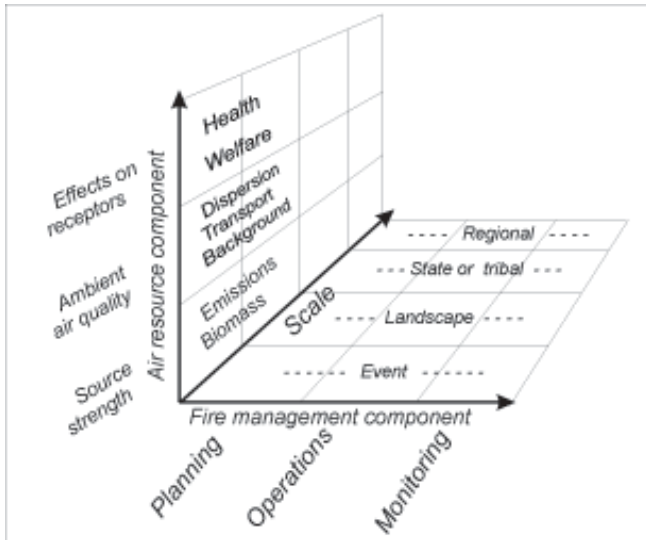 Health
Welfare
Dispersion
Transport
Background
Emissions
Biomass
Effects on
receptors
Ambient
air quality
Source
strength
Air resource component
Scale
Regional
State or tribal
Landscape
Event
Fire management component
Planning
Operations
Monitoring